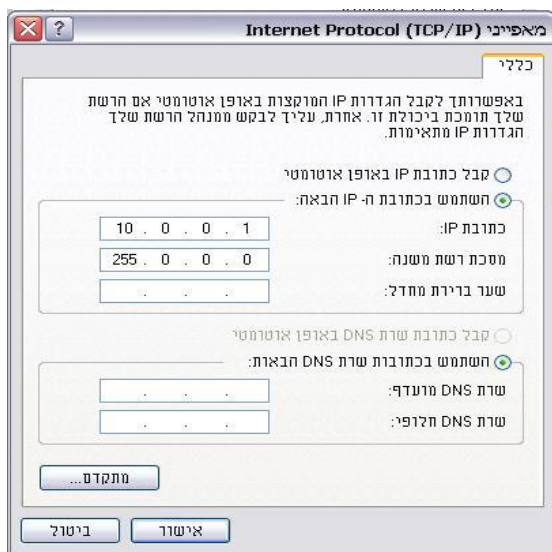 מאפייני Internet Protocol (TCP/IP)
כללי
באפשרותך לקבל הגדרות IP המוקצות באופן אוטומטי אם הרשת
שלך תומכת ביכולת זו. אחרת, עליך לבקש ממנהל הרשת שלך
הגדרות IP מתאימות.
קבל כתובת IP באופן אוטומטי
השתמש בכתובת ה- IP הבאה:
כתובת IP: 10 . 0 . 0 . 1
מסכת רשת משנה: 255 . 0 . 0 . 0
שער ברירת מחדל: . . .
קבל כתובת שרת DNS באופן אוטומטי
השתמש בכתובות שרת DNS הבאות:
שרת DNS מועדף: . . .
שרת DNS חלופי: . . .
מתקדם...
אישור ביטול